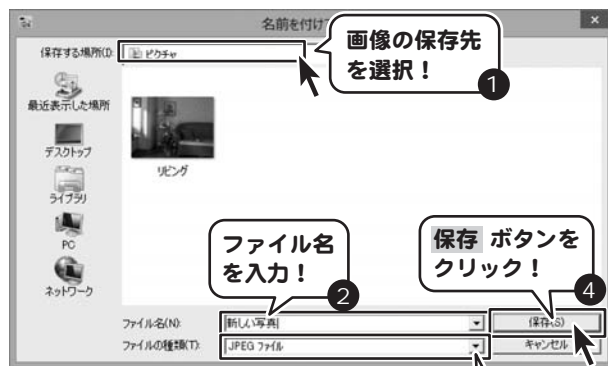 名前を付け
保存する場所(I):
ピクチャ
画像の保存先
を選択！
1
最近表示した場所
デスクトップ
ライブラリ
PC
ネットワーク
リビング
ファイル名
を入力！
2
保存 ボタンを
クリック！
4
ファイル名(N):
新しい写真
保存(S)
ファイルの種類(T):
JPEG ファイル
キャンセル